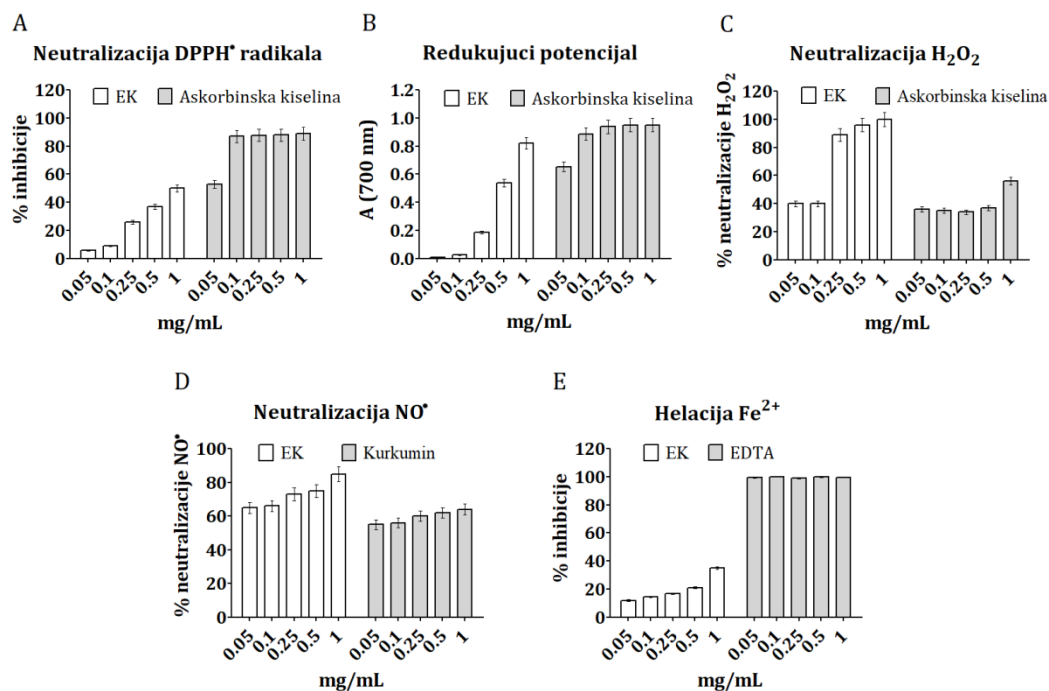 A
Neutralizacija DPPH• radikala
EK Askorbinska kiselina
% inhibicije
100
80
60
40
20
0
0.05 0.1 0.25 0.5 1 0.05 0.1 0.25 0.5 1
mg/mL
B
Redukujuci potencijal
EK Askorbinska kiselina
A (700 nm)
1.2
1.0
0.8
0.6
0.4
0.2
0.0
0.05 0.1 0.25 0.5 1 0.05 0.1 0.25 0.5 1
mg/mL
C
Neutralizacija H₂O₂
EK Askorbinska kiselina
% neutralizacije H₂O₂
120
100
80
60
40
20
0
0.05 0.1 0.25 0.5 1 0.05 0.1 0.25 0.5 1
mg/mL
D
Neutralizacija NO•
EK Kurkumin
% neutralizacije NO•
100
80
60
40
20
0
0.05 0.1 0.25 0.5 1 0.05 0.1 0.25 0.5 1
mg/mL
E
Helacija Fe²⁺
EK EDTA
% inhibicije
120
100
80
60
40
20
0
0.05 0.1 0.25 0.5 1 0.05 0.1 0.25 0.5 1
mg/mL